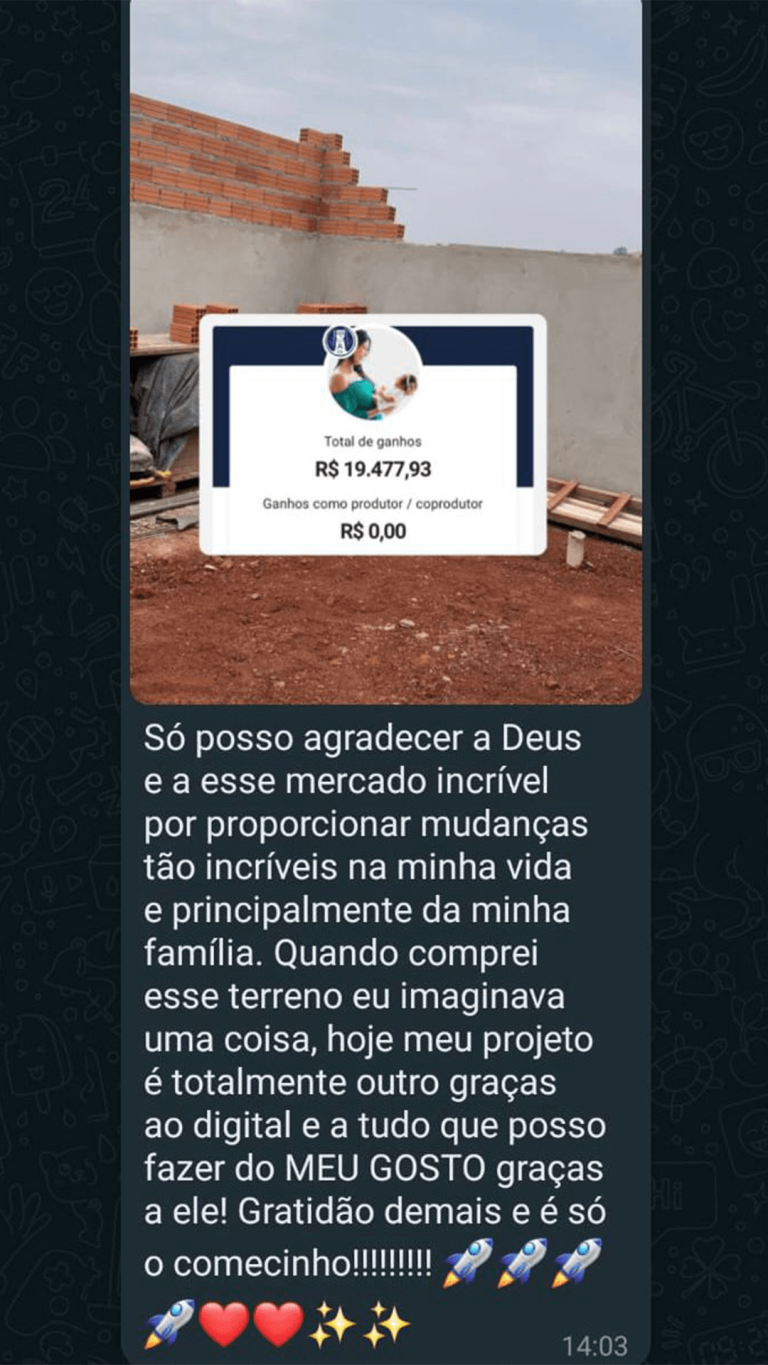 Total de ganhos
R$ 19.477,93
Ganhos como produtor / coprodutor
R$ 0,00
Só posso agradecer a Deus
e a esse mercado incrível
por proporcionar mudanças
tão incríveis na minha vida
e principalmente da minha
família. Quando comprei
esse terreno eu imaginava
uma coisa, hoje meu projeto
é totalmente outro graças
ao digital e a tudo que posso
fazer do MEU GOSTO graças
a ele! Gratidão demais e é só
o comecinho!!!!!!!!! 🚀🚀🚀
🚀❤️❤️✨✨
14:03